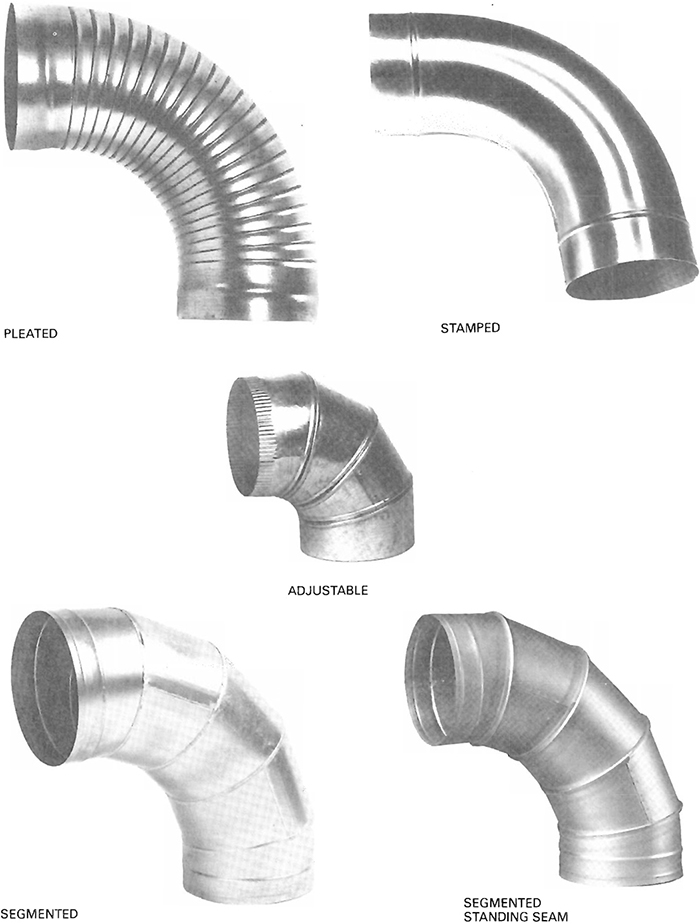 PLEATED
STAMPED
ADJUSTABLE
SEGMENTED
SEGMENTED
STANDING SEAM